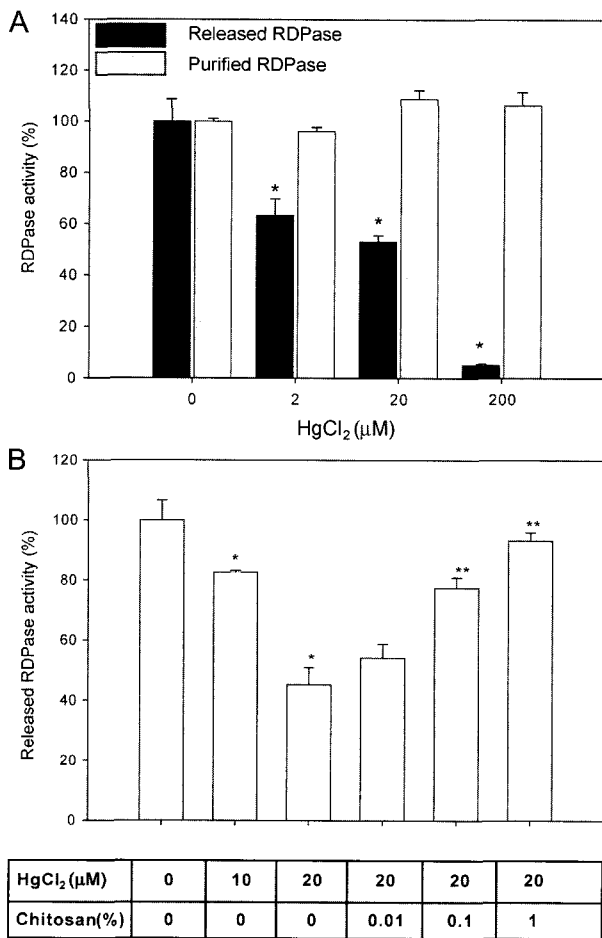 A
140
120
100
80
60
40
20
0
RDPase activity (%)
Released RDPase
Purified RDPase
*
*
*
0 2 20 200
HgCl₂ (μM)
B
120
100
80
60
40
20
0
Released RDPase activity (%)
*
*
**
**
HgCl₂ (μM) 0 10 20 20 20 20
Chitosan(%) 0 0 0 0.01 0.1 1